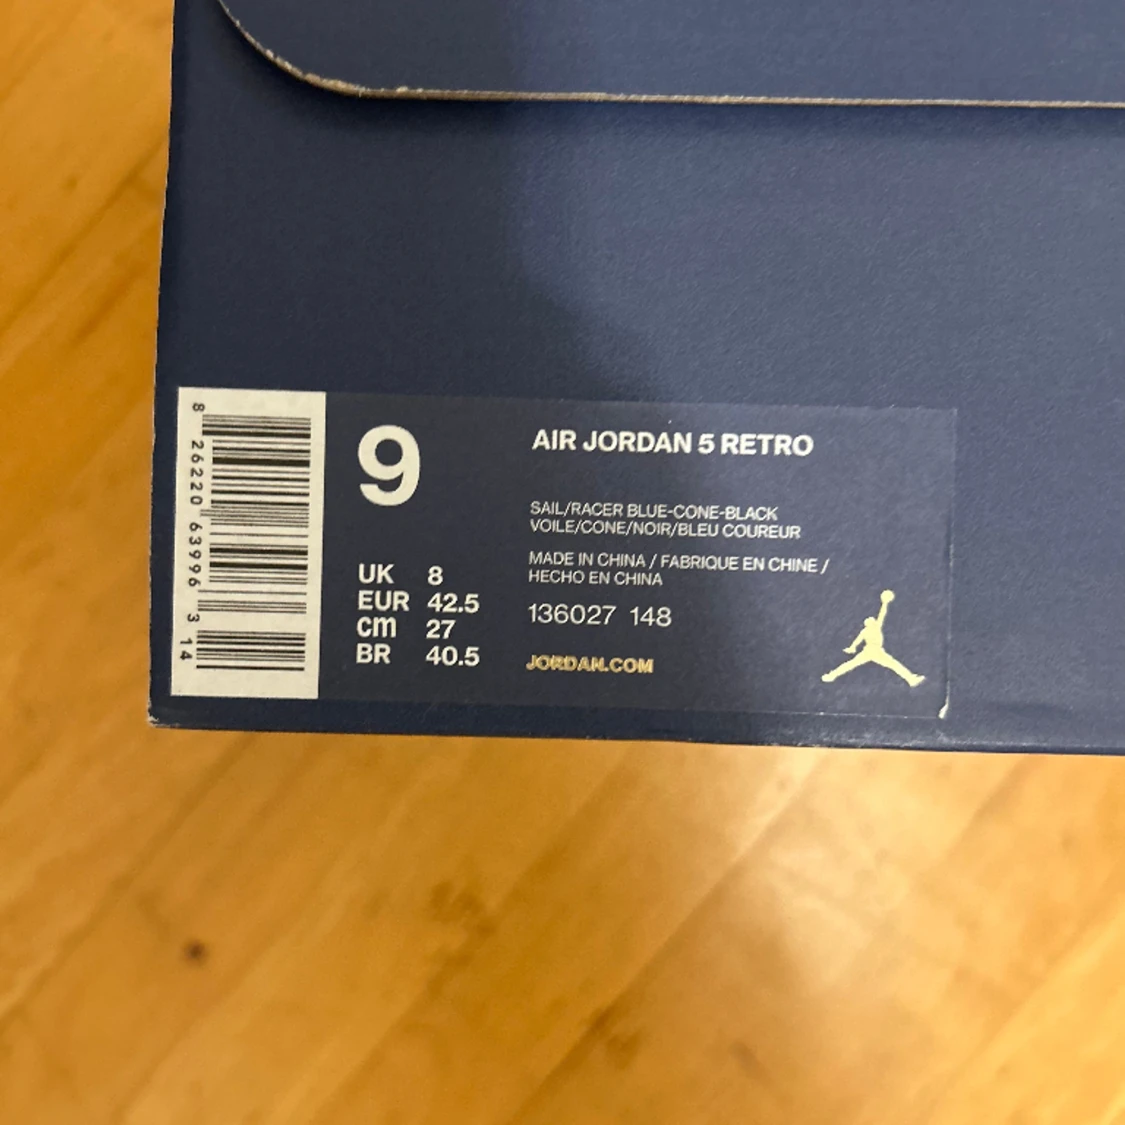 8 26220 63996 3 14
9
UK 8
EUR 42.5
cm 27
BR 40.5
AIR JORDAN 5 RETRO
SAIL/RACER BLUE-CONE-BLACK
VOILE/CONE/NOIR/BLEU COUREUR
MADE IN CHINA / FABRIQUE EN CHINE /
HECHO EN CHINA
136027 148
JORDAN.COM